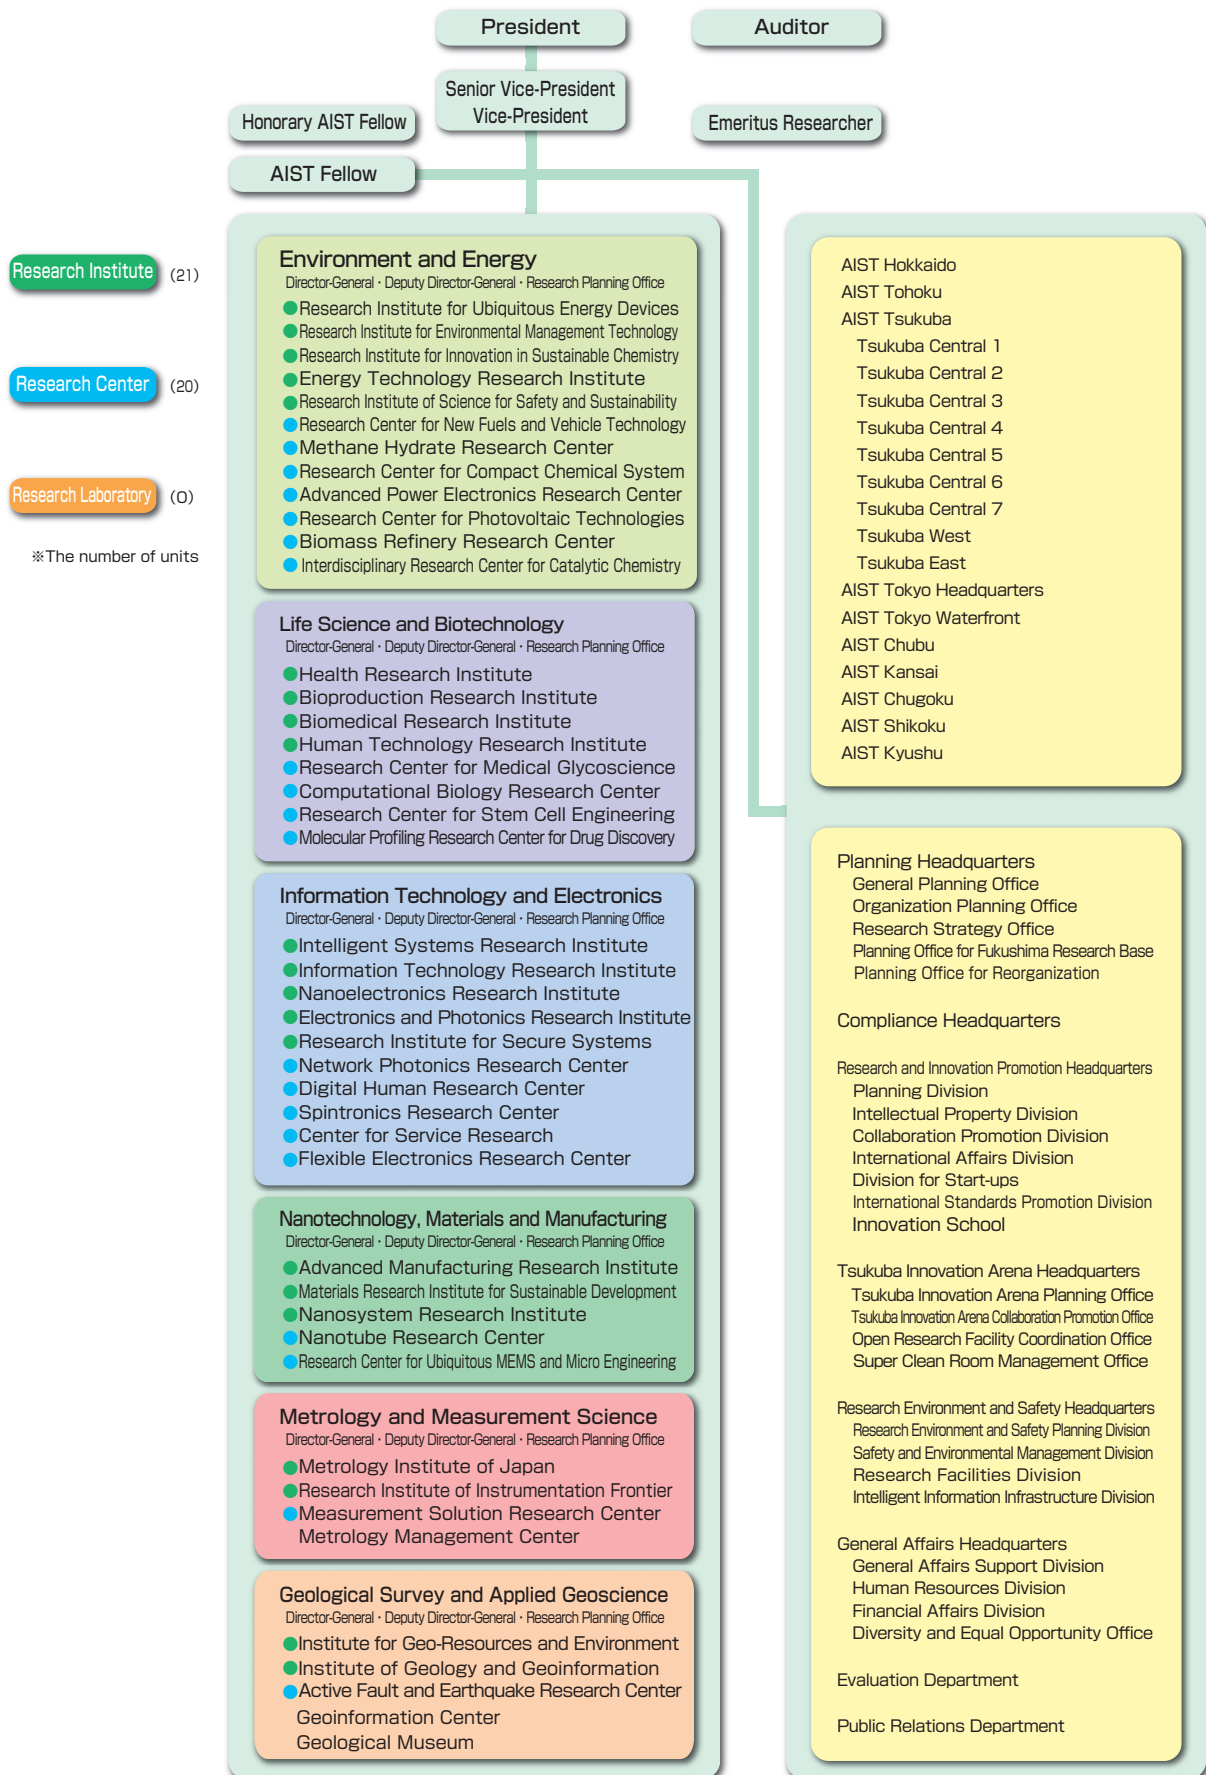 President
Auditor
Senior Vice-President
Vice-President
Honorary AIST Fellow
Emeritus Researcher
AIST Fellow
Research Institute (21)
Research Center (20)
Research Laboratory (0)
※The number of units
Environment and Energy
Director-General・Deputy Director-General・Research Planning Office
●Research Institute for Ubiquitous Energy Devices
●Research Institute for Environmental Management Technology
●Research Institute for Innovation in Sustainable Chemistry
●Energy Technology Research Institute
●Research Institute of Science for Safety and Sustainability
●Research Center for New Fuels and Vehicle Technology
●Methane Hydrate Research Center
●Research Center for Compact Chemical System
●Advanced Power Electronics Research Center
●Research Center for Photovoltaic Technologies
●Biomass Refinery Research Center
●Interdisciplinary Research Center for Catalytic Chemistry
Life Science and Biotechnology
Director-General・Deputy Director-General・Research Planning Office
●Health Research Institute
●Bioproduction Research Institute
●Biomedical Research Institute
●Human Technology Research Institute
●Research Center for Medical Glycoscience
●Computational Biology Research Center
●Research Center for Stem Cell Engineering
●Molecular Profiling Research Center for Drug Discovery
Information Technology and Electronics
Director-General・Deputy Director-General・Research Planning Office
●Intelligent Systems Research Institute
●Information Technology Research Institute
●Nanoelectronics Research Institute
●Electronics and Photonics Research Institute
●Research Institute for Secure Systems
●Network Photonics Research Center
●Digital Human Research Center
●Spintronics Research Center
●Center for Service Research
●Flexible Electronics Research Center
Nanotechnology, Materials and Manufacturing
Director-General・Deputy Director-General・Research Planning Office
●Advanced Manufacturing Research Institute
●Materials Research Institute for Sustainable Development
●Nanosystem Research Institute
●Nanotube Research Center
●Research Center for Ubiquitous MEMS and Micro Engineering
Metrology and Measurement Science
Director-General・Deputy Director-General・Research Planning Office
●Metrology Institute of Japan
●Research Institute of Instrumentation Frontier
●Measurement Solution Research Center
Metrology Management Center
Geological Survey and Applied Geoscience
Director-General・Deputy Director-General・Research Planning Office
●Institute for Geo-Resources and Environment
●Institute of Geology and Geoinformation
●Active Fault and Earthquake Research Center
Geoinformation Center
Geological Museum
AIST Hokkaido
AIST Tohoku
AIST Tsukuba
Tsukuba Central 1
Tsukuba Central 2
Tsukuba Central 3
Tsukuba Central 4
Tsukuba Central 5
Tsukuba Central 6
Tsukuba Central 7
Tsukuba West
Tsukuba East
AIST Tokyo Headquarters
AIST Tokyo Waterfront
AIST Chubu
AIST Kansai
AIST Chugoku
AIST Shikoku
AIST Kyushu
Planning Headquarters
General Planning Office
Organization Planning Office
Research Strategy Office
Planning Office for Fukushima Research Base
Planning Office for Reorganization
Compliance Headquarters
Research and Innovation Promotion Headquarters
Planning Division
Intellectual Property Division
Collaboration Promotion Division
International Affairs Division
Division for Start-ups
International Standards Promotion Division
Innovation School
Tsukuba Innovation Arena Headquarters
Tsukuba Innovation Arena Planning Office
Tsukuba Innovation Arena Collaboration Promotion Office
Open Research Facility Coordination Office
Super Clean Room Management Office
Research Environment and Safety Headquarters
Research Environment and Safety Planning Division
Safety and Environmental Management Division
Research Facilities Division
Intelligent Information Infrastructure Division
General Affairs Headquarters
General Affairs Support Division
Human Resources Division
Financial Affairs Division
Diversity and Equal Opportunity Office
Evaluation Department
Public Relations Department